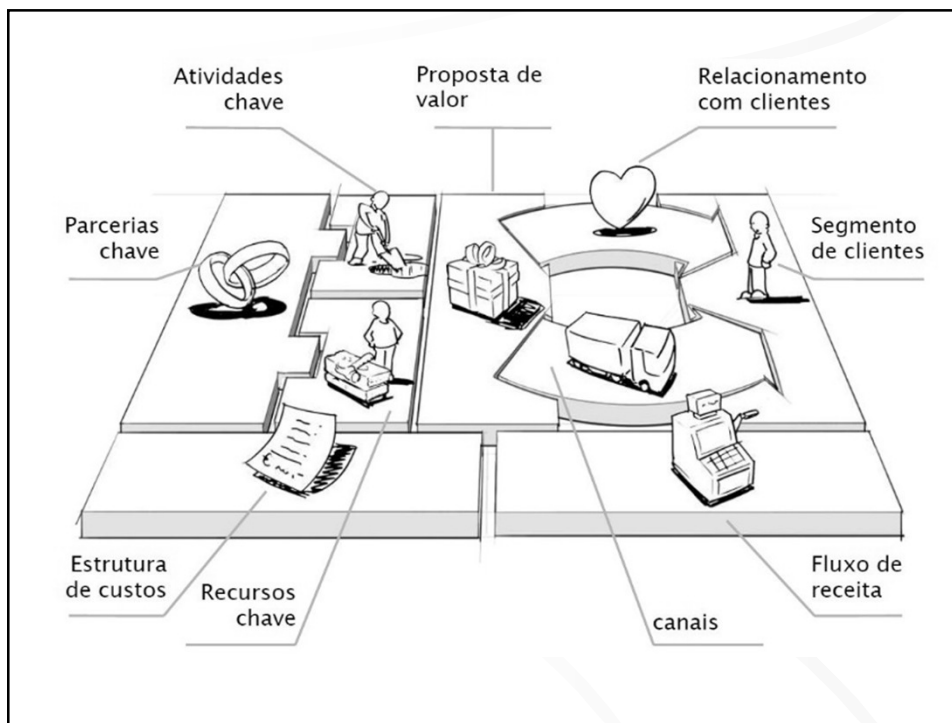 Atividades
chave
Proposta de
valor
Relacionamento
com clientes
Parcerias
chave
Segmento
de clientes
Estrutura
de custos
Recursos
chave
canais
Fluxo de
receita